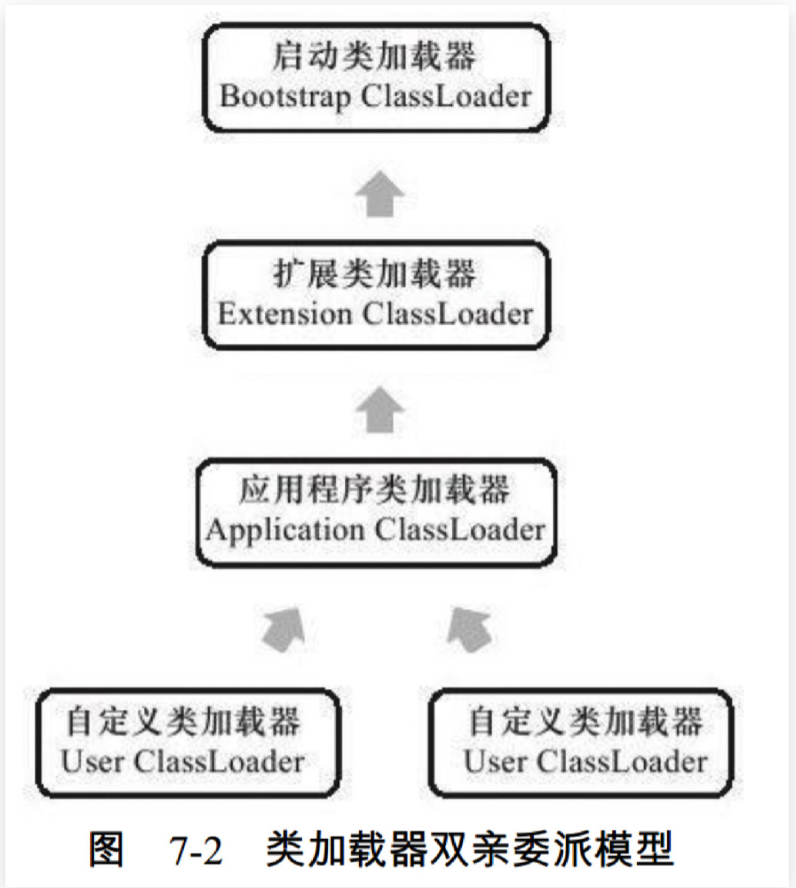 启动类加载器
Bootstrap ClassLoader
扩展类加载器
Extension ClassLoader
应用程序类加载器
Application ClassLoader
自定义类加载器
User ClassLoader
自定义类加载器
User ClassLoader
图 7-2 类加载器双亲委派模型